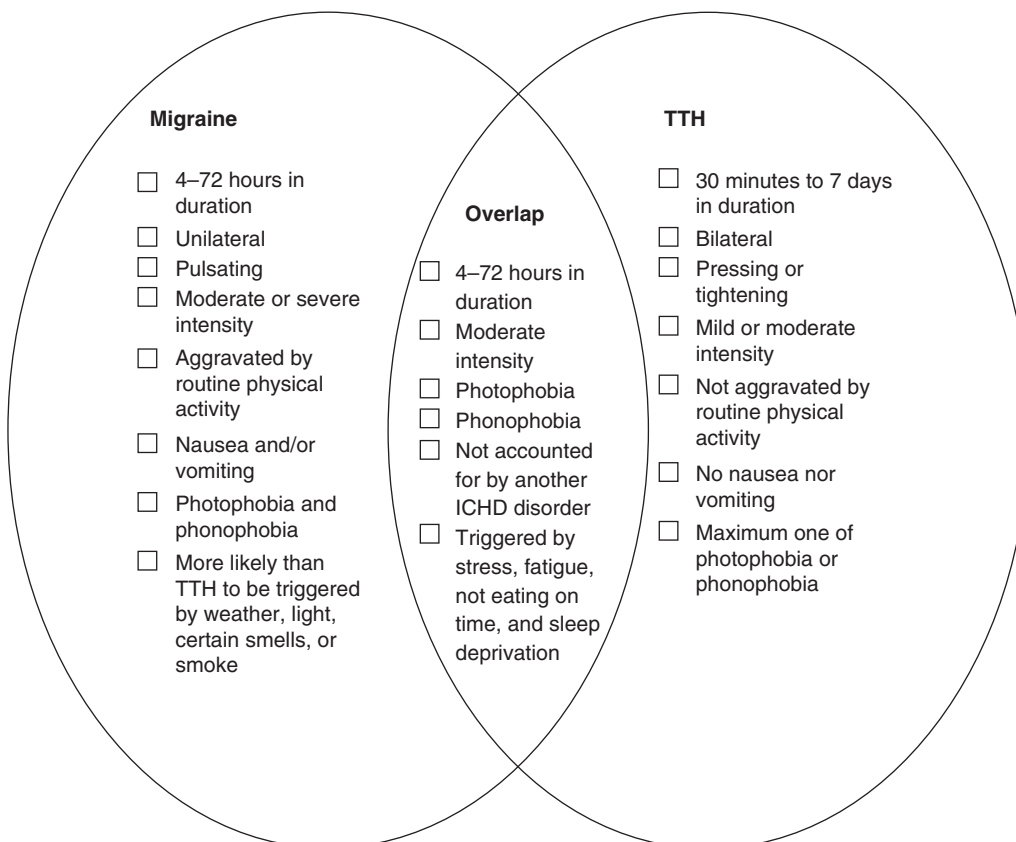 Migraine
4–72 hours in
duration
Unilateral
Pulsating
Moderate or severe
intensity
Aggravated by
routine physical
activity
Nausea and/or
vomiting
Photophobia and
phonophobia
More likely than
TTH to be triggered
by weather, light,
certain smells, or
smoke
Overlap
4–72 hours in
duration
Moderate
intensity
Photophobia
Phonophobia
Not accounted
for by another
ICHD disorder
Triggered by
stress, fatigue,
not eating on
time, and sleep
deprivation
TTH
30 minutes to 7 days
in duration
Bilateral
Pressing or
tightening
Mild or moderate
intensity
Not aggravated by
routine physical
activity
No nausea nor
vomiting
Maximum one of
photophobia or
phonophobia